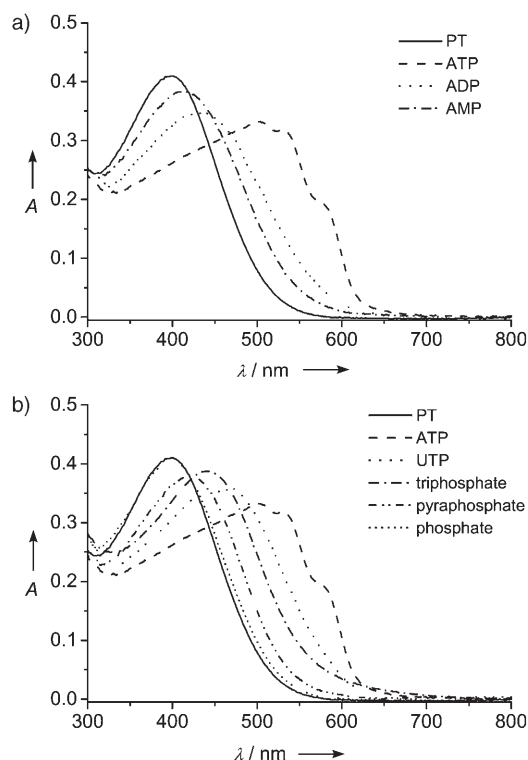 a)
0.5
0.4
0.3
0.2
0.1
0.0
A
PT
ATP
ADP
AMP
300 400 500 600 700 800
λ / nm
b)
0.5
0.4
0.3
0.2
0.1
0.0
A
PT
ATP
UTP
triphosphate
pyraphosphate
phosphate
300 400 500 600 700 800
λ / nm